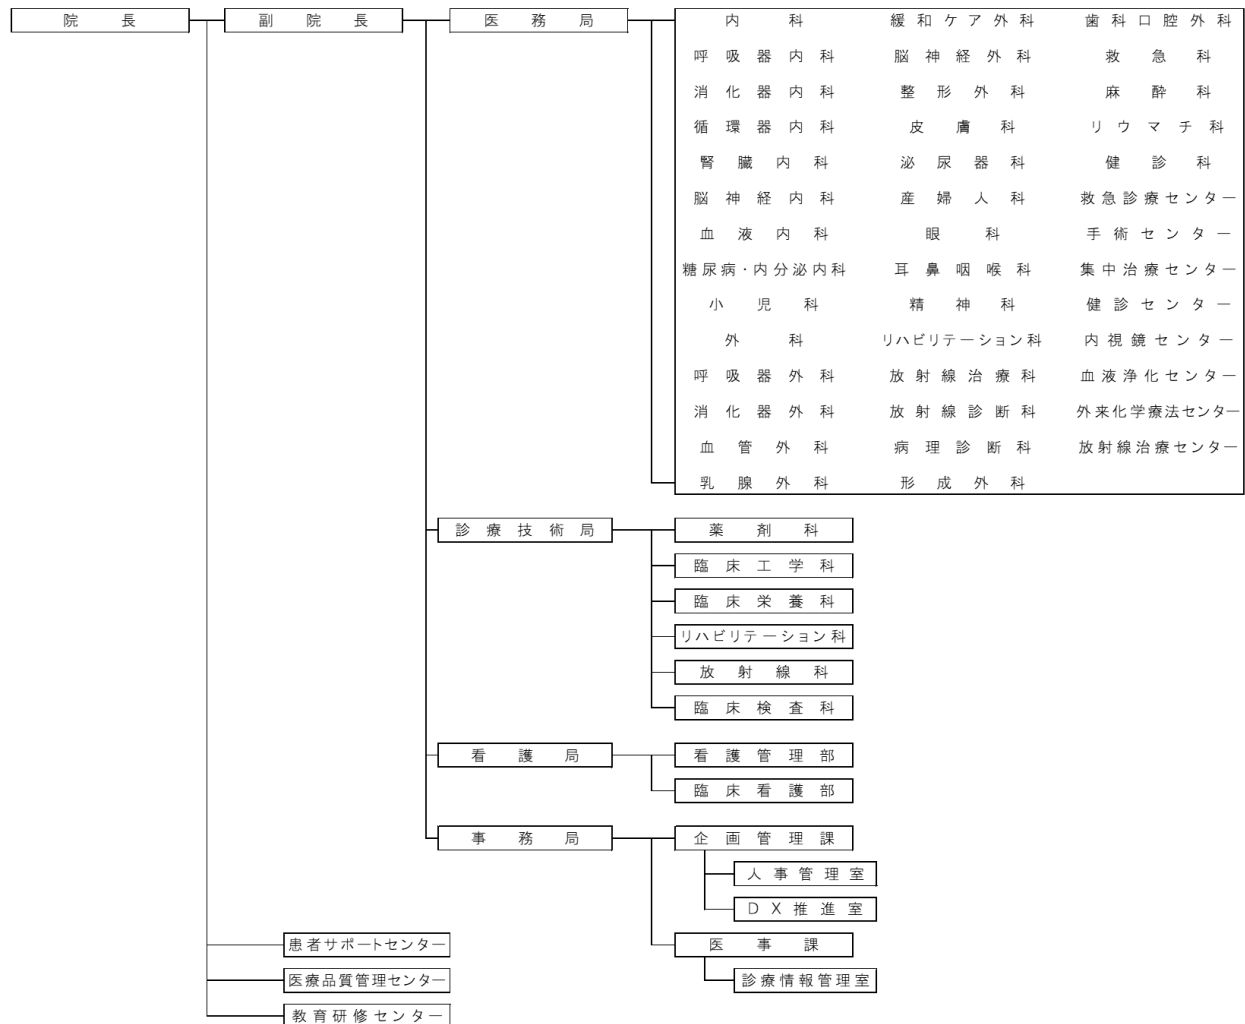 院長 副院長 医務局 内科 緩和ケア外科 歯科口腔外科
呼吸器内科 脳神経外科 救急科
消化器内科 整形外科 麻酔科
循環器内科 皮膚科 リウマチ科
腎臓内科 泌尿器科 健診科
脳神経内科 産婦人科 救急診療センター
血液内科 眼科 手術センター
糖尿病・内分泌内科 耳鼻咽喉科 集中治療センター
小児科 精神科 健診センター
外科 リハビリテーション科 内視鏡センター
呼吸器外科 放射線治療科 血液浄化センター
消化器外科 放射線診断科 外来化学療法センター
血管外科 病理診断科 放射線治療センター
乳腺外科 形成外科
診療技術局 薬剤科
臨床工学科
臨床栄養科
リハビリテーション科
放射線科
臨床検査科
看護局 看護管理部
臨床看護部
事務局 企画管理課
人事管理室
DX推進室
患者サポートセンター 医事課
医療品質管理センター 診療情報管理室
教育研修センター